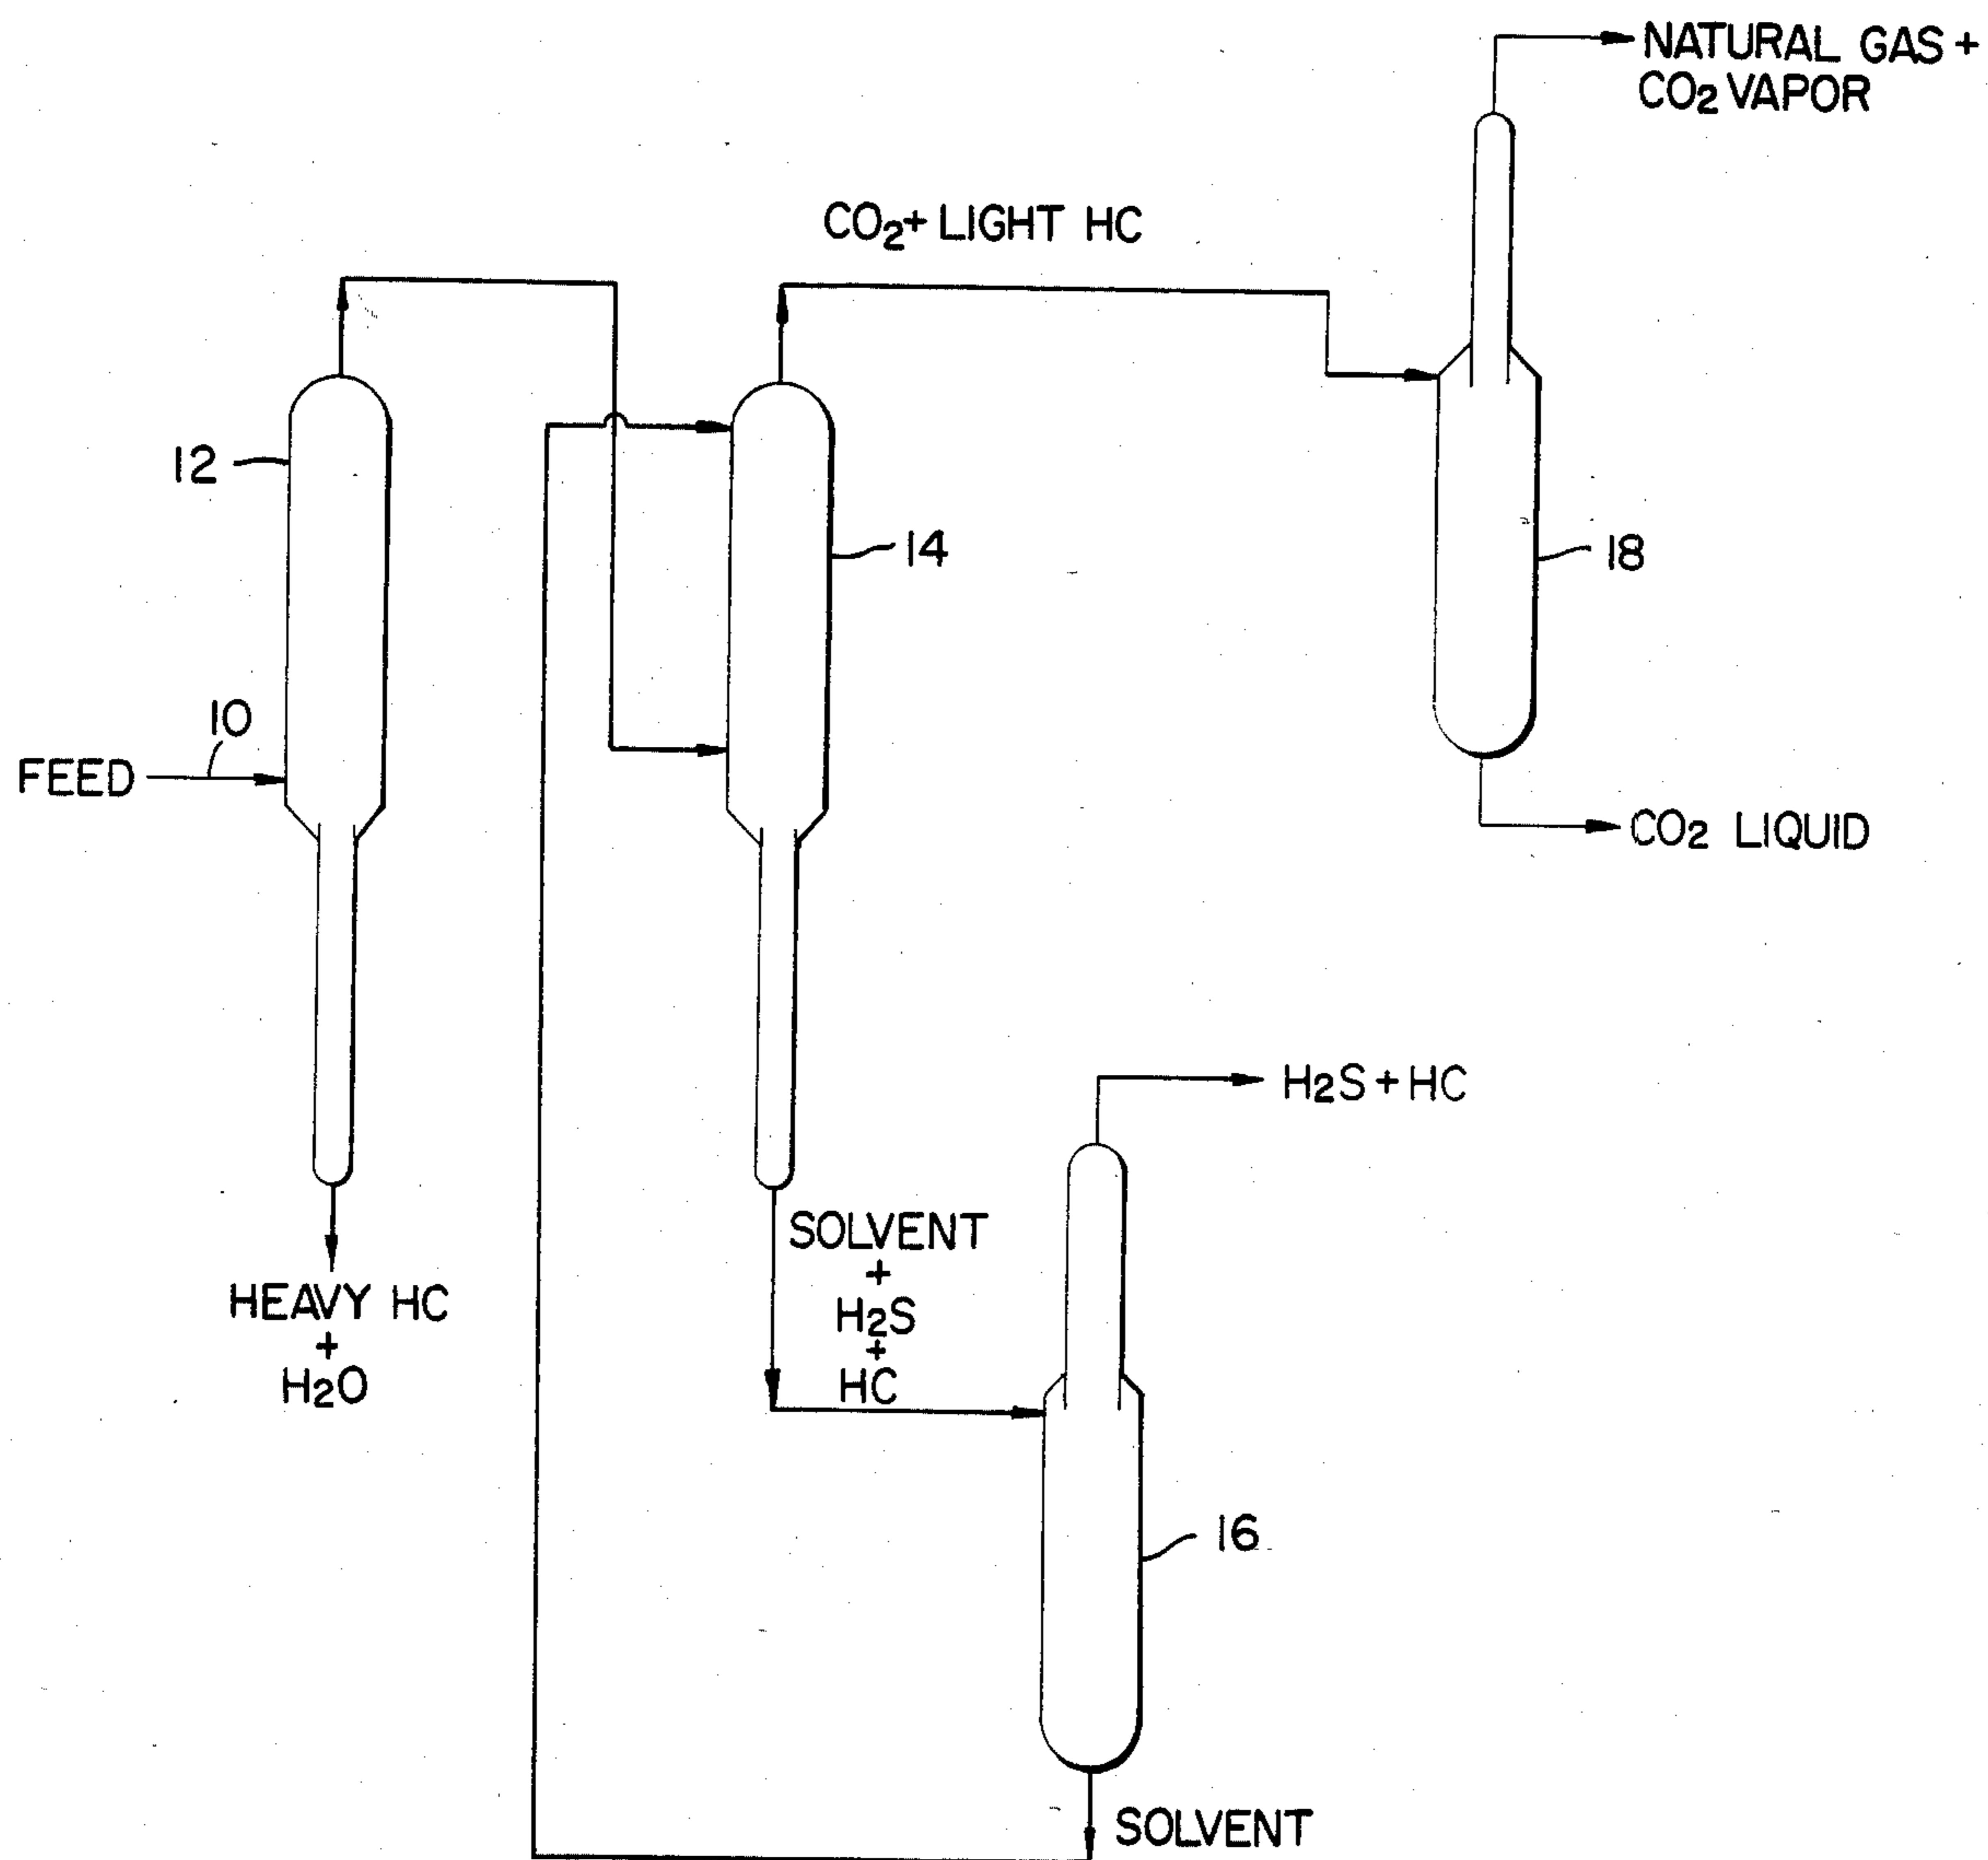 NATURAL GAS +
CO2 VAPOR
CO2 + LIGHT HC
12
14
18
10
FEED
CO2 LIQUID
H2S + HC
SOLVENT
+
H2S
+
HC
HEAVY HC
+
H2O
16
SOLVENT